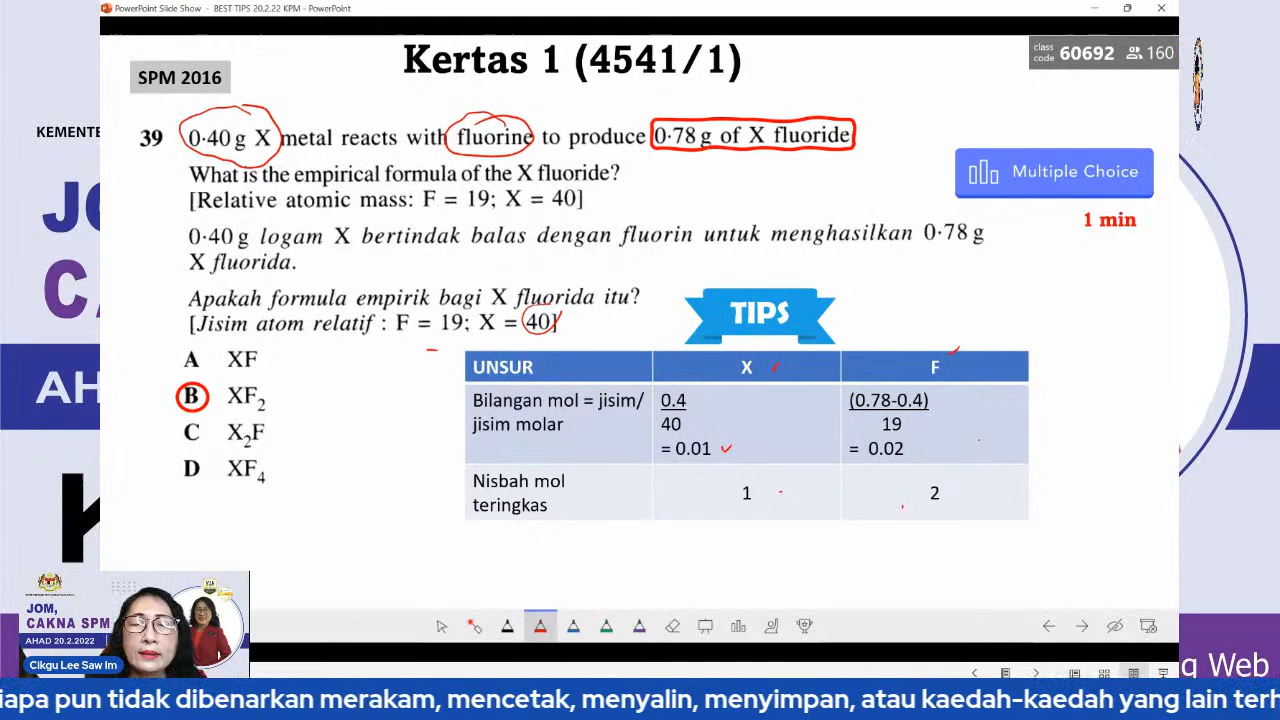 PowerPoint Slide Show - BEST TIPS 20.2.22 KPM - PowerPoint
Kertas 1 (4541/1)
class code 60692 160
SPM 2016
KEMENTE
39 0·40 g X metal reacts with fluorine to produce 0·78 g of X fluoride
What is the empirical formula of the X fluoride?
[Relative atomic mass: F = 19; X = 40]
Multiple Choice
1 min
0·40 g logam X bertindak balas dengan fluorin untuk menghasilkan 0·78 g
X fluorida.
Apakah formula empirik bagi X fluorida itu?
[Jisim atom relatif : F = 19; X = 40]
TIPS
A XF
B XF₂
C X₂F
D XF₄
UNSUR X F
Bilangan mol = jisim/ 0.4 (0.78-0.4)
jisim molar 40 19
= 0.01 = 0.02
Nisbah mol
teringkas 1 2
JO
CA
AHA
K
JOM,
CAKNA SPM
AHAD 20.2.2022
Cikgu Lee Saw Im
g Web
iapa pun tidak dibenarkan merakam, mencetak, menyalin, menyimpan, atau kaedah-kaedah yang lain terh